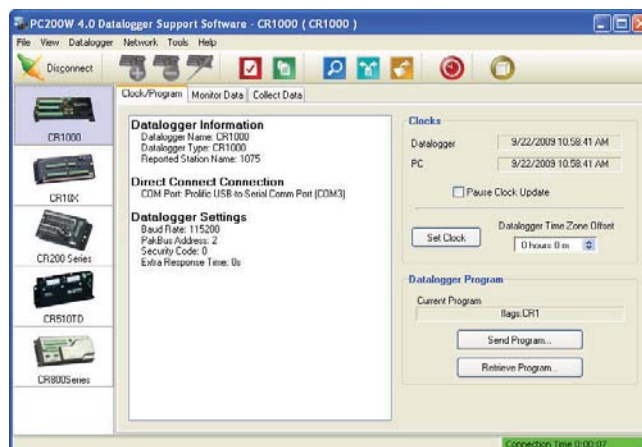 PC200W 4.0 Datalogger Support Software - CR1000 ( CR1000 )
File View Datalogger Network Tools Help
Disconnect
Clock/Program Monitor Data Collect Data
CR1000
CR10X
CR200 Series
CR510TD
CR800Series
Datalogger Information
Datalogger Name: CR1000
Datalogger Type: CR1000
Reported Station Name: 1075
Direct Connect Connection
COM Port: Prolific USB-to-Serial Comm Port (COM3)
Datalogger Settings
Baud Rate: 115200
PakBus Address: 2
Security Code: 0
Extra Response Time: 0s
Clocks
Datalogger 9/22/2009 10:58:41 AM
PC 9/22/2009 10:58:41 AM
Pause Clock Update
Set Clock
Datalogger Time Zone Offset
0 hours 0 m
Datalogger Program
Current Program
flags.CR1
Send Program...
Retrieve Program...
Connection Time 0:00:07